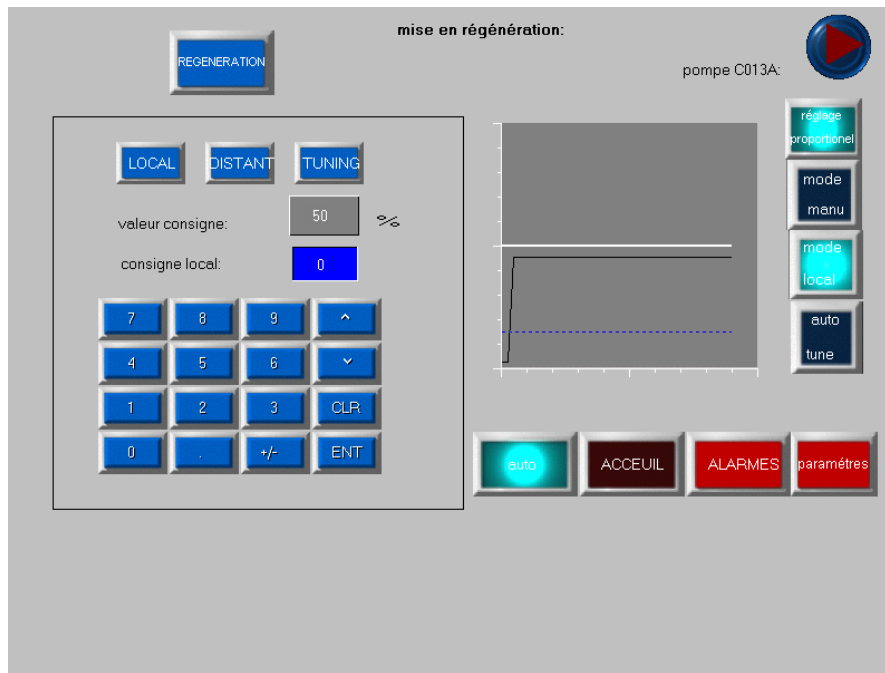 mise en régénération:
REGENERATION
pompe C013A:
réglage
proportionel
LOCAL
DISTANT
TUNING
mode
manu
valeur consigne:
50
%
consigne local:
0
mode
local
7
8
9
^
auto
tune
4
5
6
˅
1
2
3
CLR
0
.
+/-
ENT
auto
ACCEUIL
ALARMES
paramétres